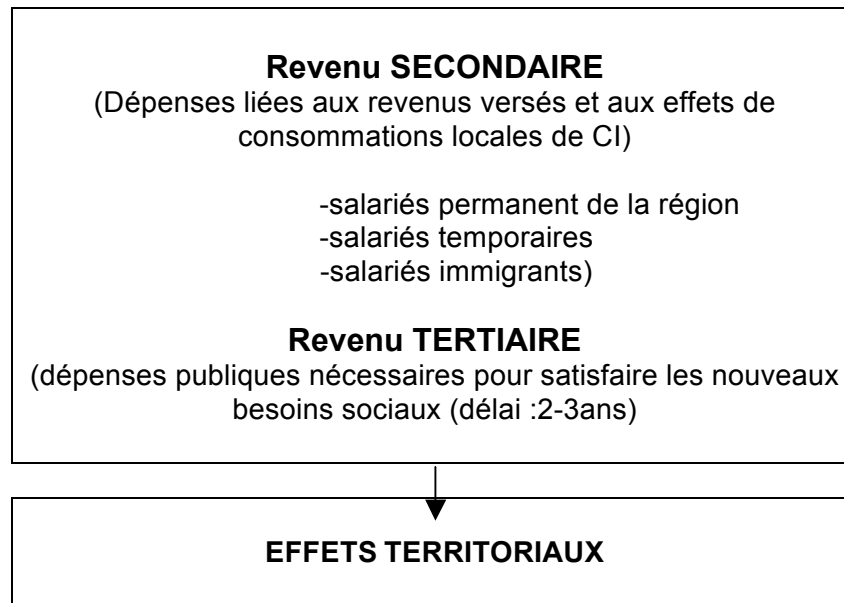 Revenu SECONDAIRE
(Dépenses liées aux revenus versés et aux effets de
consommations locales de CI)
-salariés permanent de la région
-salariés temporaires
-salariés immigrants)
Revenu TERTIAIRE
(dépenses publiques nécessaires pour satisfaire les nouveaux
besoins sociaux (délai :2-3ans)
EFFETS TERRITORIAUX